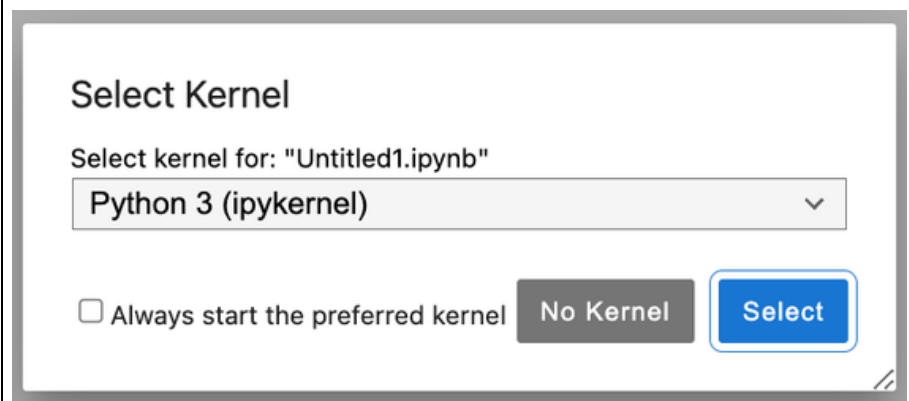 Select Kernel
Select kernel for: "Untitled1.ipynb"
Python 3 (ipykernel)
Always start the preferred kernel No Kernel Select